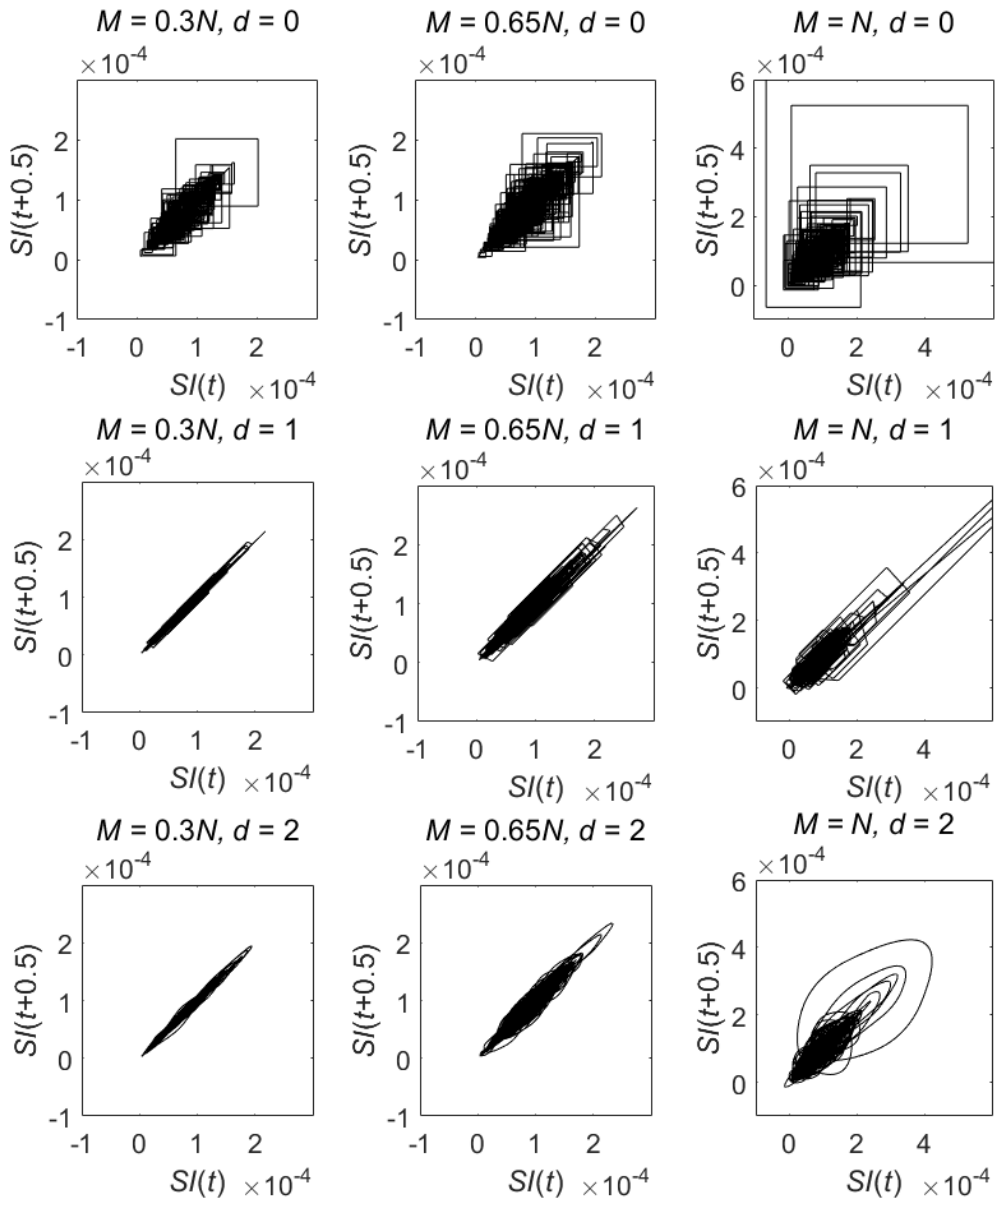 M = 0.3N, d = 0
×10-4
SI(t+0.5)
2
1
0
-1
-1 0 1 2
SI(t) ×10-4
M = 0.65N, d = 0
×10-4
SI(t+0.5)
2
1
0
-1
-1 0 1 2
SI(t) ×10-4
M = N, d = 0
×10-4
SI(t+0.5)
6
4
2
0
0 2 4
SI(t) ×10-4
M = 0.3N, d = 1
×10-4
SI(t+0.5)
2
1
0
-1
-1 0 1 2
SI(t) ×10-4
M = 0.65N, d = 1
×10-4
SI(t+0.5)
2
1
0
-1
-1 0 1 2
SI(t) ×10-4
M = N, d = 1
×10-4
SI(t+0.5)
6
4
2
0
0 2 4
SI(t) ×10-4
M = 0.3N, d = 2
×10-4
SI(t+0.5)
2
1
0
-1
-1 0 1 2
SI(t) ×10-4
M = 0.65N, d = 2
×10-4
SI(t+0.5)
2
1
0
-1
-1 0 1 2
SI(t) ×10-4
M = N, d = 2
×10-4
SI(t+0.5)
6
4
2
0
0 2 4
SI(t) ×10-4